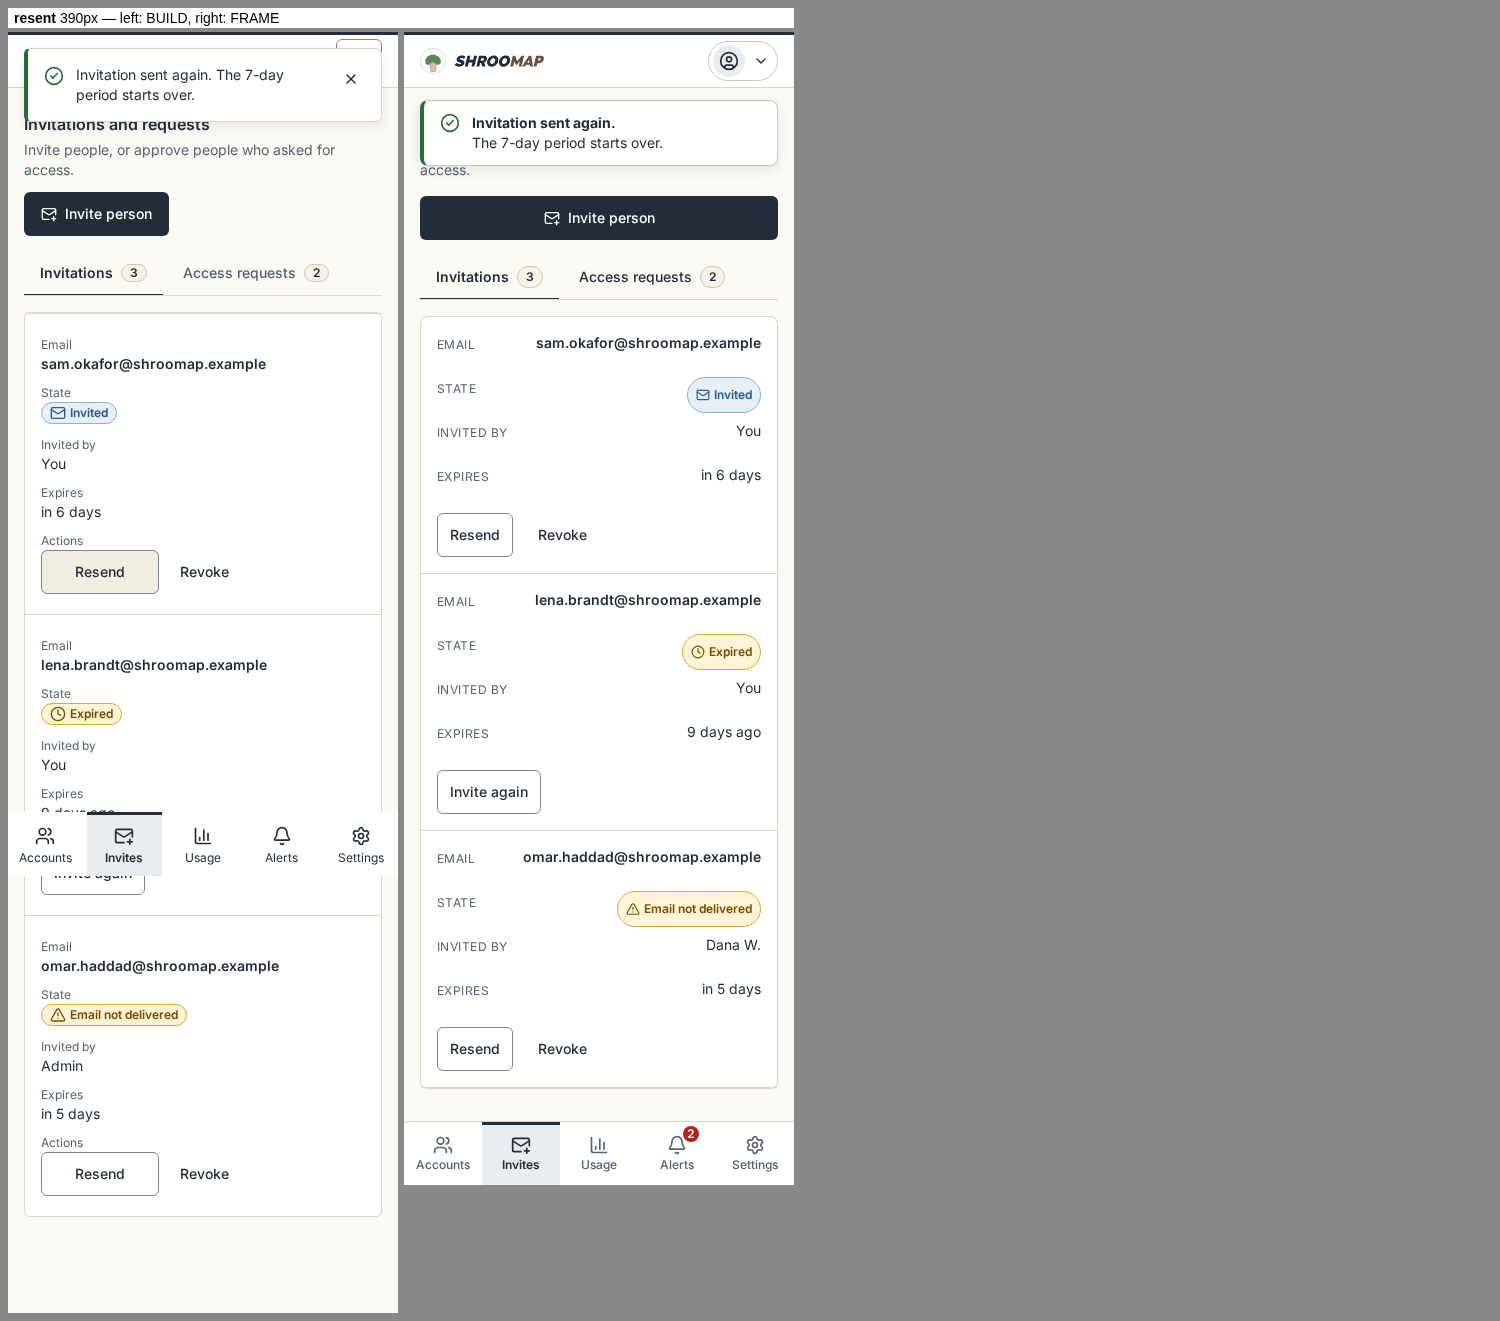 resent 390px — left: BUILD, right: FRAME
Invitation sent again. The 7-day
period starts over.
Invitations and requests
Invite people, or approve people who asked for
access.
Invite person
Invitations 3 Access requests 2
Email
sam.okafor@shroomap.example
State
Invited
Invited by
You
Expires
in 6 days
Actions
Resend Revoke
Email
lena.brandt@shroomap.example
State
Expired
Invited by
You
Expires
9 days ago
Accounts Invites Usage Alerts Settings
Invite again
Email
omar.haddad@shroomap.example
State
Email not delivered
Invited by
Admin
Expires
in 5 days
Actions
Resend Revoke
SHROOMAP
Invitation sent again.
The 7-day period starts over.
access.
Invite person
Invitations 3 Access requests 2
EMAIL sam.okafor@shroomap.example
STATE Invited
INVITED BY You
EXPIRES in 6 days
Resend Revoke
EMAIL lena.brandt@shroomap.example
STATE Expired
INVITED BY You
EXPIRES 9 days ago
Invite again
EMAIL omar.haddad@shroomap.example
STATE Email not delivered
INVITED BY Dana W.
EXPIRES in 5 days
Resend Revoke
2
Accounts Invites Usage Alerts Settings